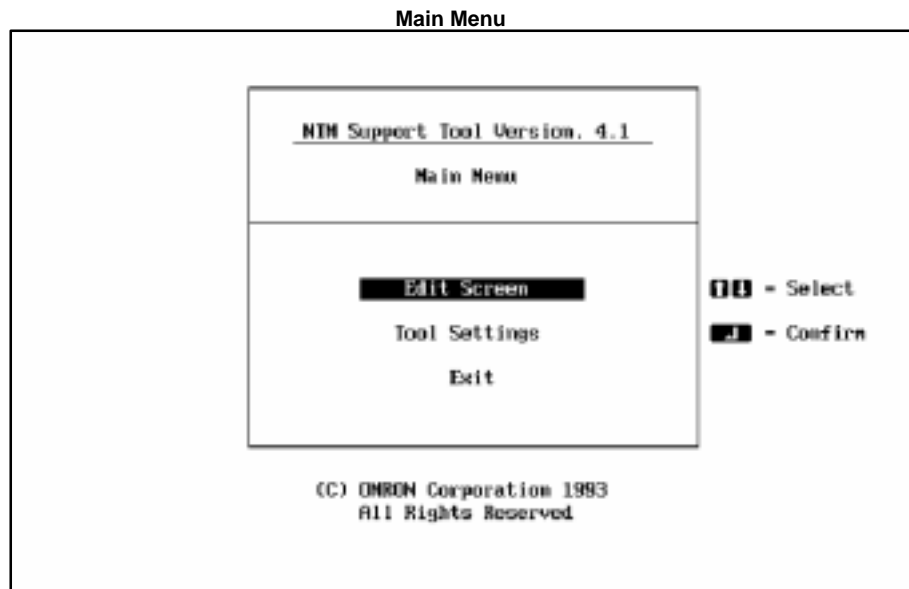 Main Menu
NTM Support Tool Version. 4.1
Main Menu
Edit Screen
↑↓ = Select
Tool Settings
↵ = Confirm
Exit
(C) OMRON Corporation 1993
All Rights Reserved